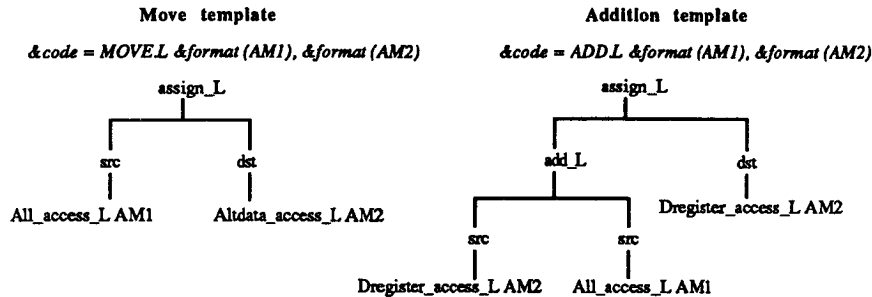 Move template
&code = MOVE.L &format (AM1), &format (AM2)
assign_L
src dst
All_access_L AM1 Altdata_access_L AM2
Addition template
&code = ADD.L &format (AM1), &format (AM2)
assign_L
add_L dst
Dregister_access_L AM2
src src
Dregister_access_L AM2 All_access_L AM1